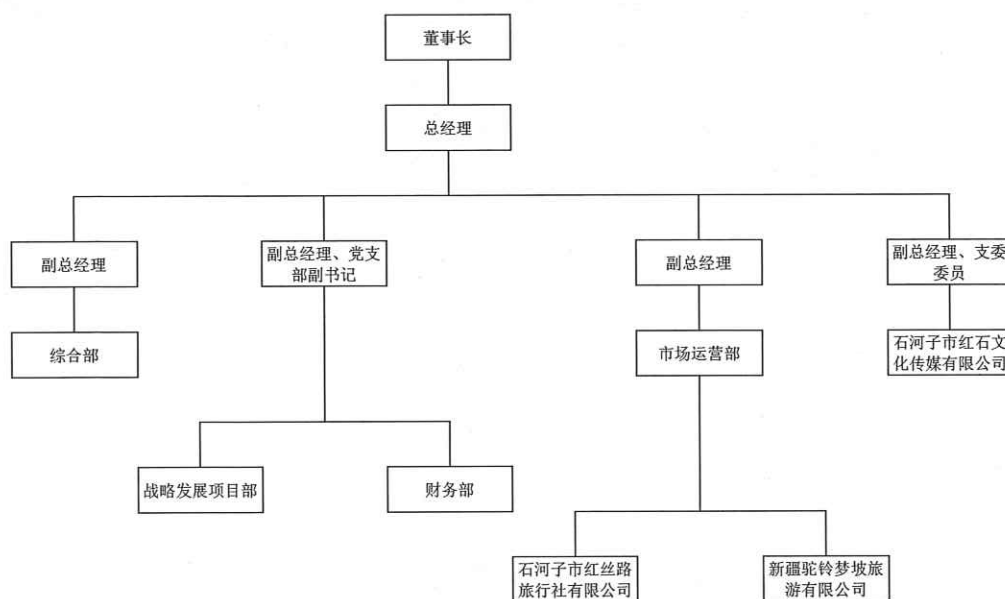 董事长
总经理
副总经理
副总经理、党支
部副书记
副总经理
副总经理、支委
委员
综合部
市场运营部
石河子市红石文
化传媒有限公司
战略发展项目部
财务部
石河子市红丝路
旅行社有限公司
新疆驼铃梦坡旅
游有限公司